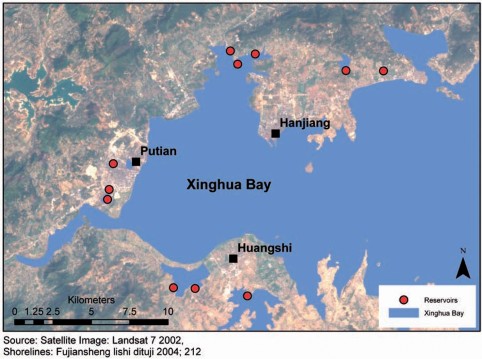 Hanjiang
Putian
Xinghua Bay
Huangshi
N
Kilometers
0 1.25 2.5 5 7.5 10
Reservoirs
Xinghua Bay
Source: Satellite Image: Landsat 7 2002,
Shorelines: Fujiansheng lishi dituji 2004; 212